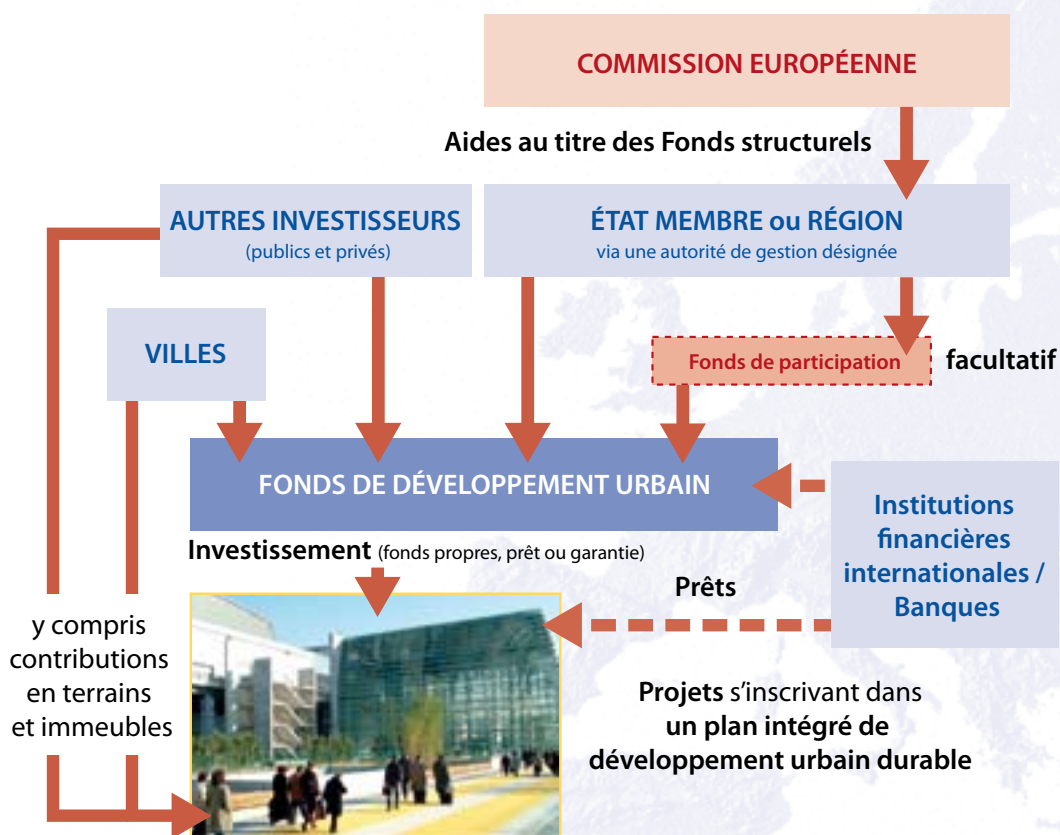 COMMISSION EUROPÉENNE
Aides au titre des Fonds structurels
AUTRES INVESTISSEURS
(publics et privés)
ÉTAT MEMBRE ou RÉGION
via une autorité de gestion désignée
VILLES
Fonds de participation
facultatif
FONDS DE DÉVELOPPEMENT URBAIN
Institutions
financières
internationales /
Banques
Investissement (fonds propres, prêt ou garantie)
Prêts
y compris
contributions
en terrains
et immeubles
Projets s'inscrivant dans
un plan intégré de
développement urbain durable